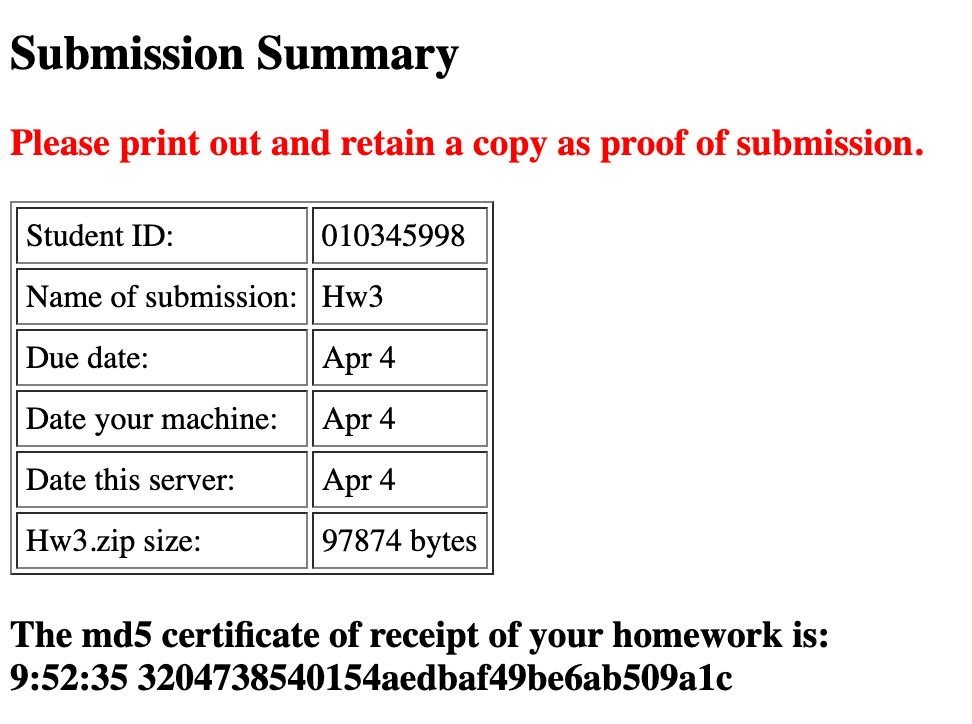 Submission Summary
Please print out and retain a copy as proof of submission.
Student ID: 010345998
Name of submission: Hw3
Due date: Apr 4
Date your machine: Apr 4
Date this server: Apr 4
Hw3.zip size: 97874 bytes
The md5 certificate of receipt of your homework is:
9:52:35 3204738540154aedbaf49be6ab509a1c